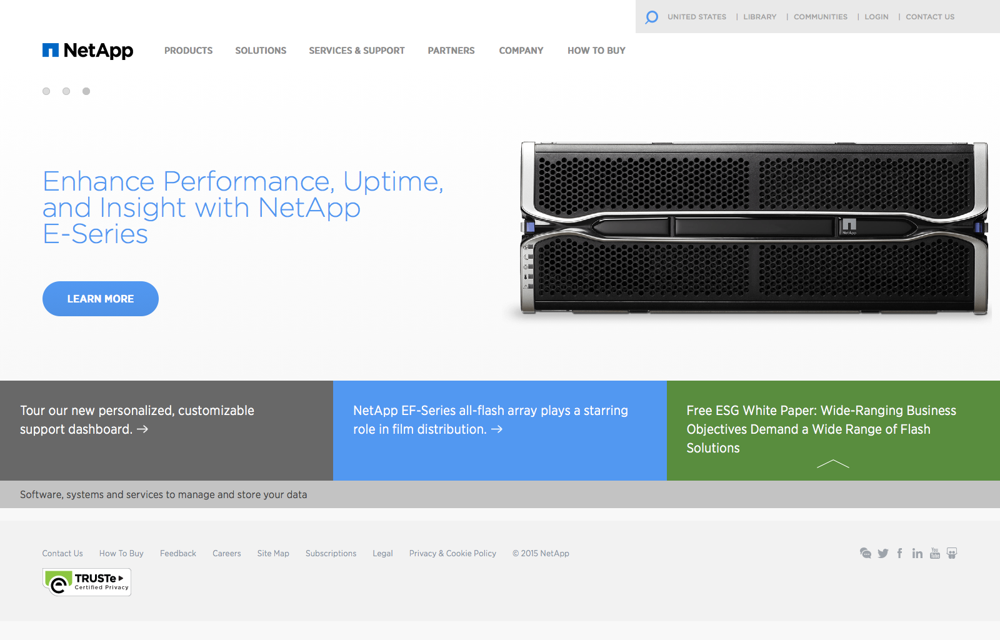 UNITED STATES | LIBRARY | COMMUNITIES | LOGIN | CONTACT US
NetApp
PRODUCTS SOLUTIONS SERVICES & SUPPORT PARTNERS COMPANY HOW TO BUY
Enhance Performance, Uptime,
and Insight with NetApp
E-Series
LEARN MORE
NetApp
Tour our new personalized, customizable
support dashboard. →
NetApp EF-Series all-flash array plays a starring
role in film distribution. →
Free ESG White Paper: Wide-Ranging Business
Objectives Demand a Wide Range of Flash
Solutions
Software, systems and services to manage and store your data
Contact Us How To Buy Feedback Careers Site Map Subscriptions Legal Privacy & Cookie Policy © 2015 NetApp
You
Tube
TRUSTe
Certified Privacy